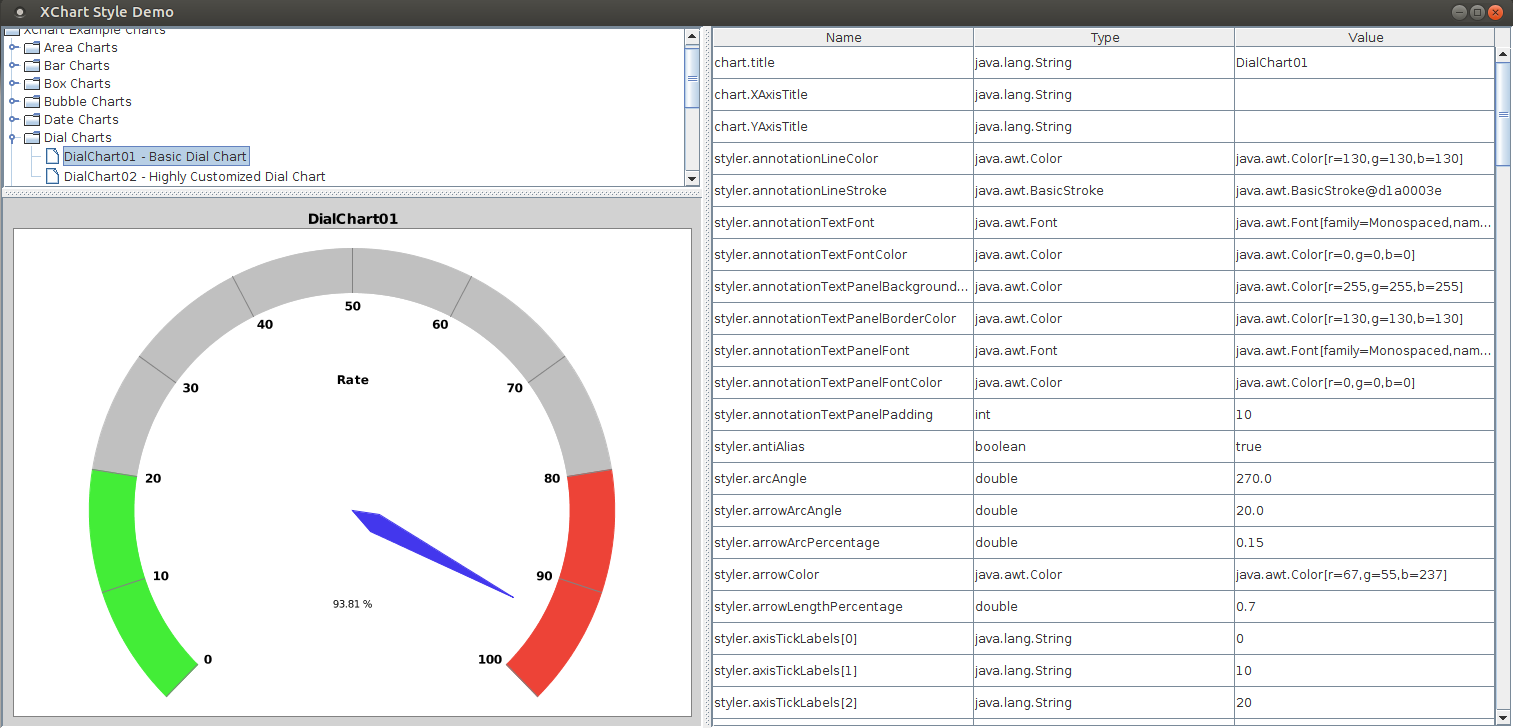 XChart Style Demo
XChart Example Charts
Area Charts
Bar Charts
Box Charts
Bubble Charts
Date Charts
Dial Charts
DialChart01 - Basic Dial Chart
DialChart02 - Highly Customized Dial Chart
DialChart01
50
40
60
Rate
30
70
20
80
10
90
93.81 %
0
100
Name Type Value
chart.title java.lang.String DialChart01
chart.XAxisTitle java.lang.String
chart.YAxisTitle java.lang.String
styler.annotationLineColor java.awt.Color java.awt.Color[r=130,g=130,b=130]
styler.annotationLineStroke java.awt.BasicStroke java.awt.BasicStroke@d1a0003e
styler.annotationTextFont java.awt.Font java.awt.Font[family=Monospaced,nam...
styler.annotationTextFontColor java.awt.Color java.awt.Color[r=0,g=0,b=0]
styler.annotationTextPanelBackground... java.awt.Color java.awt.Color[r=255,g=255,b=255]
styler.annotationTextPanelBorderColor java.awt.Color java.awt.Color[r=130,g=130,b=130]
styler.annotationTextPanelFont java.awt.Font java.awt.Font[family=Monospaced,nam...
styler.annotationTextPanelFontColor java.awt.Color java.awt.Color[r=0,g=0,b=0]
styler.annotationTextPanelPadding int 10
styler.antiAlias boolean true
styler.arcAngle double 270.0
styler.arrowArcAngle double 20.0
styler.arrowArcPercentage double 0.15
styler.arrowColor java.awt.Color java.awt.Color[r=67,g=55,b=237]
styler.arrowLengthPercentage double 0.7
styler.axisTickLabels[0] java.lang.String 0
styler.axisTickLabels[1] java.lang.String 10
styler.axisTickLabels[2] java.lang.String 20